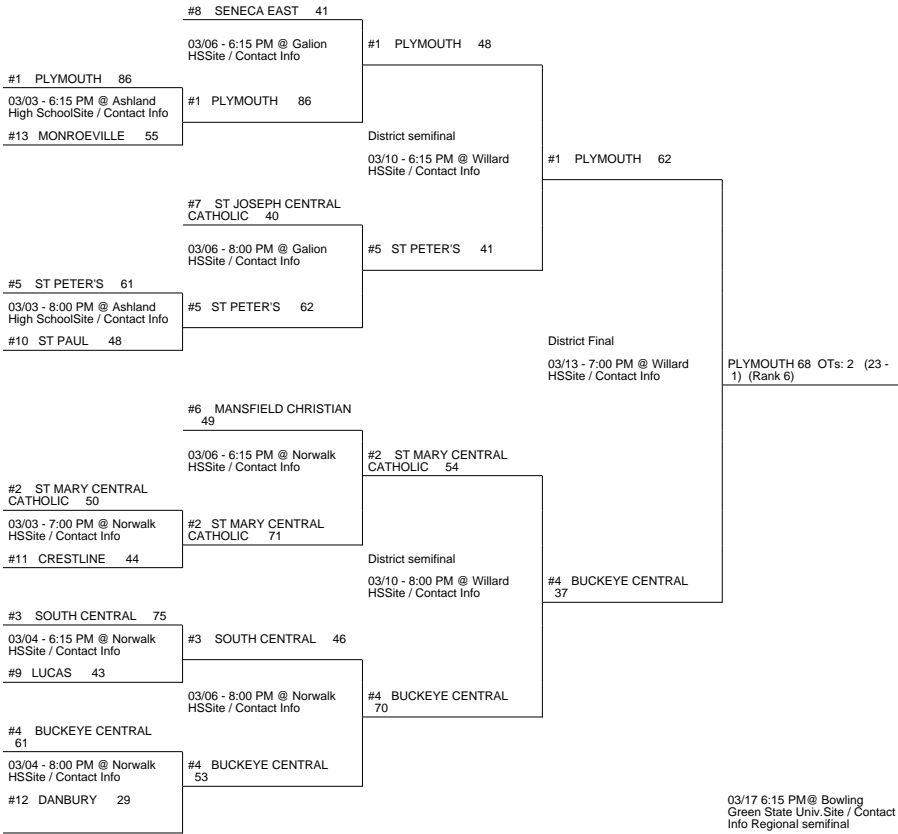 #8 SENECA EAST 41
03/06 - 6:15 PM @ Galion
HSSite / Contact Info
#1 PLYMOUTH 48
#1 PLYMOUTH 86
03/03 - 6:15 PM @ Ashland
High SchoolSite / Contact Info
#1 PLYMOUTH 86
#13 MONROEVILLE 55
District semifinal
03/10 - 6:15 PM @ Willard
HSSite / Contact Info
#1 PLYMOUTH 62
#7 ST JOSEPH CENTRAL
CATHOLIC 40
03/06 - 8:00 PM @ Galion
HSSite / Contact Info
#5 ST PETER'S 41
#5 ST PETER'S 61
03/03 - 8:00 PM @ Ashland
High SchoolSite / Contact Info
#5 ST PETER'S 62
#10 ST PAUL 48
District Final
03/13 - 7:00 PM @ Willard
HSSite / Contact Info
PLYMOUTH 68 OTs: 2 (23 -
1) (Rank 6)
#6 MANSFIELD CHRISTIAN
49
03/06 - 6:15 PM @ Norwalk
HSSite / Contact Info
#2 ST MARY CENTRAL
CATHOLIC 54
#2 ST MARY CENTRAL
CATHOLIC 50
03/03 - 7:00 PM @ Norwalk
HSSite / Contact Info
#2 ST MARY CENTRAL
CATHOLIC 71
#11 CRESTLINE 44
District semifinal
03/10 - 8:00 PM @ Willard
HSSite / Contact Info
#4 BUCKEYE CENTRAL
37
#3 SOUTH CENTRAL 75
03/04 - 6:15 PM @ Norwalk
HSSite / Contact Info
#3 SOUTH CENTRAL 46
#9 LUCAS 43
03/06 - 8:00 PM @ Norwalk
HSSite / Contact Info
#4 BUCKEYE CENTRAL
70
#4 BUCKEYE CENTRAL
61
03/04 - 8:00 PM @ Norwalk
HSSite / Contact Info
#4 BUCKEYE CENTRAL
53
#12 DANBURY 29
03/17 6:15 PM@ Bowling
Green State Univ.Site / Contact
Info Regional semifinal